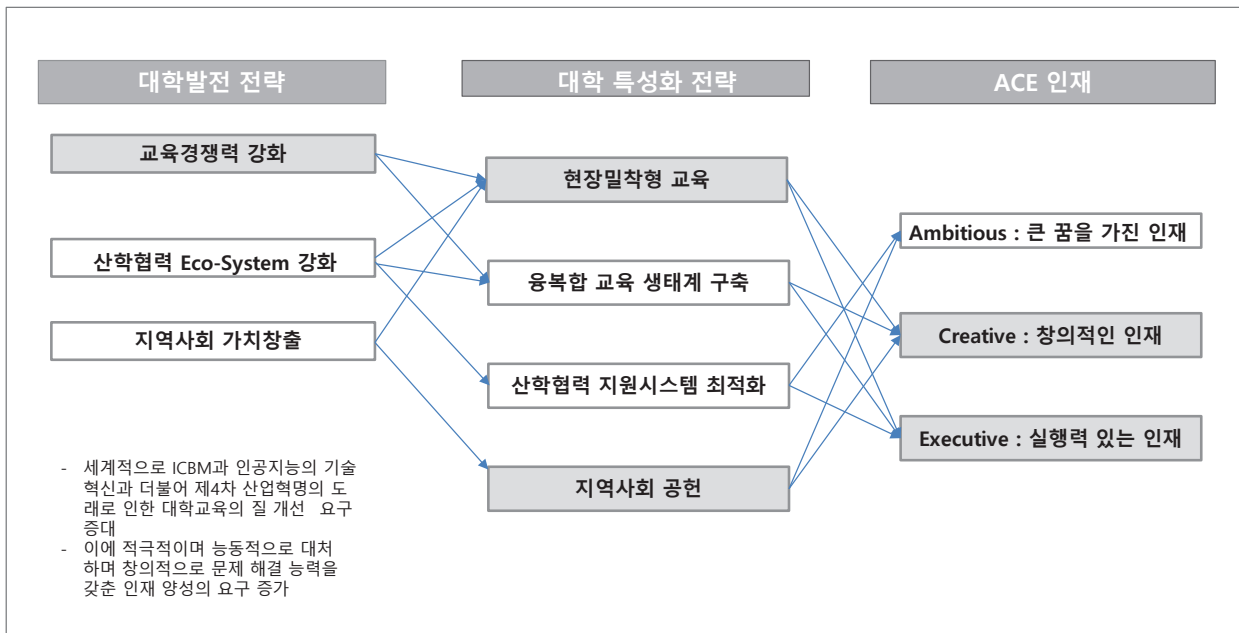 대학발전 전략
대학 특성화 전략
ACE 인재
교육경쟁력 강화
산학협력 Eco-System 강화
지역사회 가치창출
현장밀착형 교육
융복합 교육 생태계 구축
산학협력 지원시스템 최적화
지역사회 공헌
Ambitious : 큰 꿈을 가진 인재
Creative : 창의적인 인재
Executive : 실행력 있는 인재
- 세계적으로 ICBM과 인공지능의 기술
혁신과 더불어 제4차 산업혁명의 도
래로 인한 대학교육의 질 개선 요구
증대
- 이에 적극적이며 능동적으로 대처
하며 창의적으로 문제 해결 능력을
갖춘 인재 양성의 요구 증가